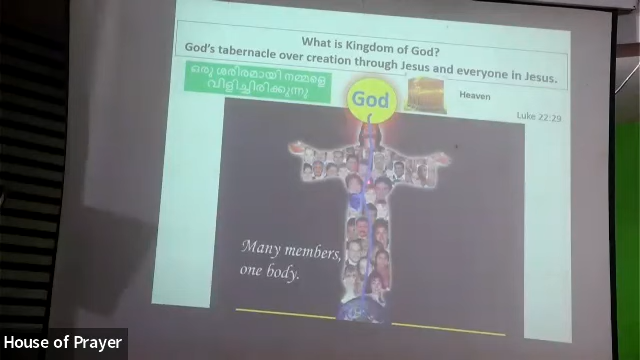 What is Kingdom of God?
God's tabernacle over creation through Jesus and everyone in Jesus.
ഒരു ശരീരമായി നമ്മളെ
വിളിച്ചിരിക്കുന്നു
God
Heaven
Luke 22:29
Many members,
one body.
House of Prayer